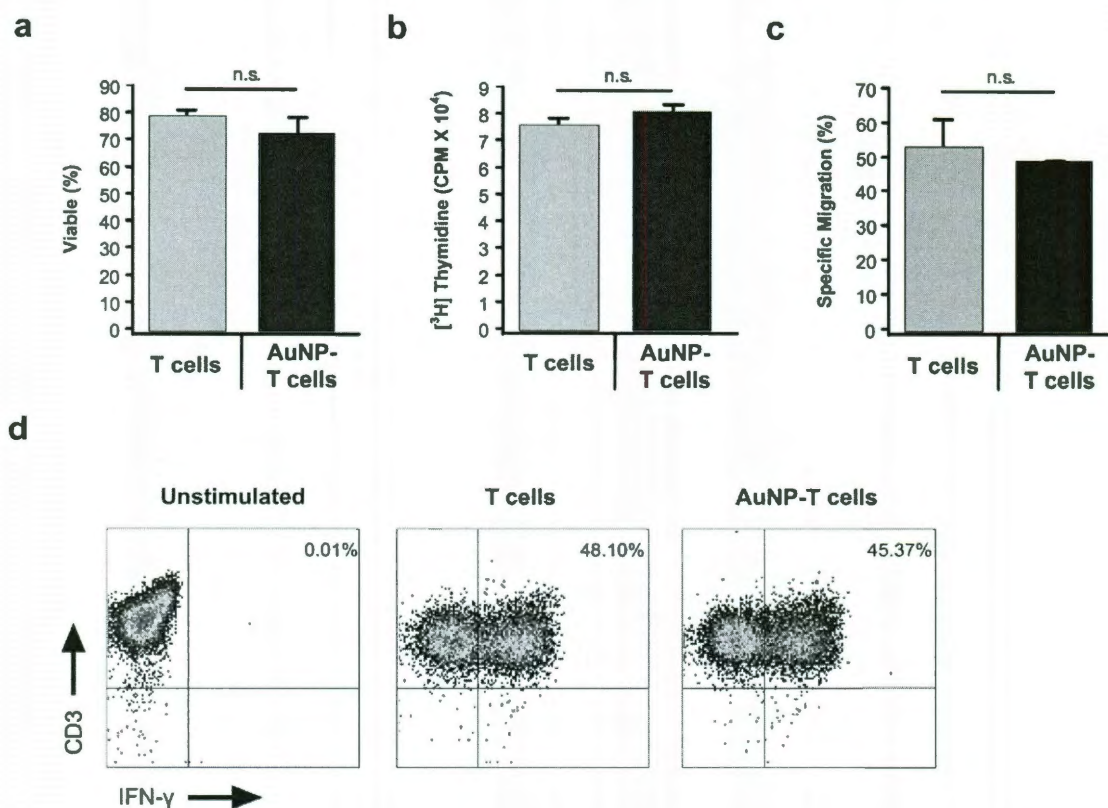 a
n.s.
Viable (%)
90
80
70
60
50
40
30
20
10
0
T cells
AuNP-
T cells
b
n.s.
[³H] Thymidine (CPM X 10⁴)
9
8
7
6
5
4
3
2
1
0
T cells
AuNP-
T cells
c
n.s.
Specific Migration (%)
70
60
50
40
30
20
10
0
T cells
AuNP-
T cells
d
Unstimulated
T cells
AuNP-T cells
0.01%
48.10%
45.37%
CD3
IFN-γ